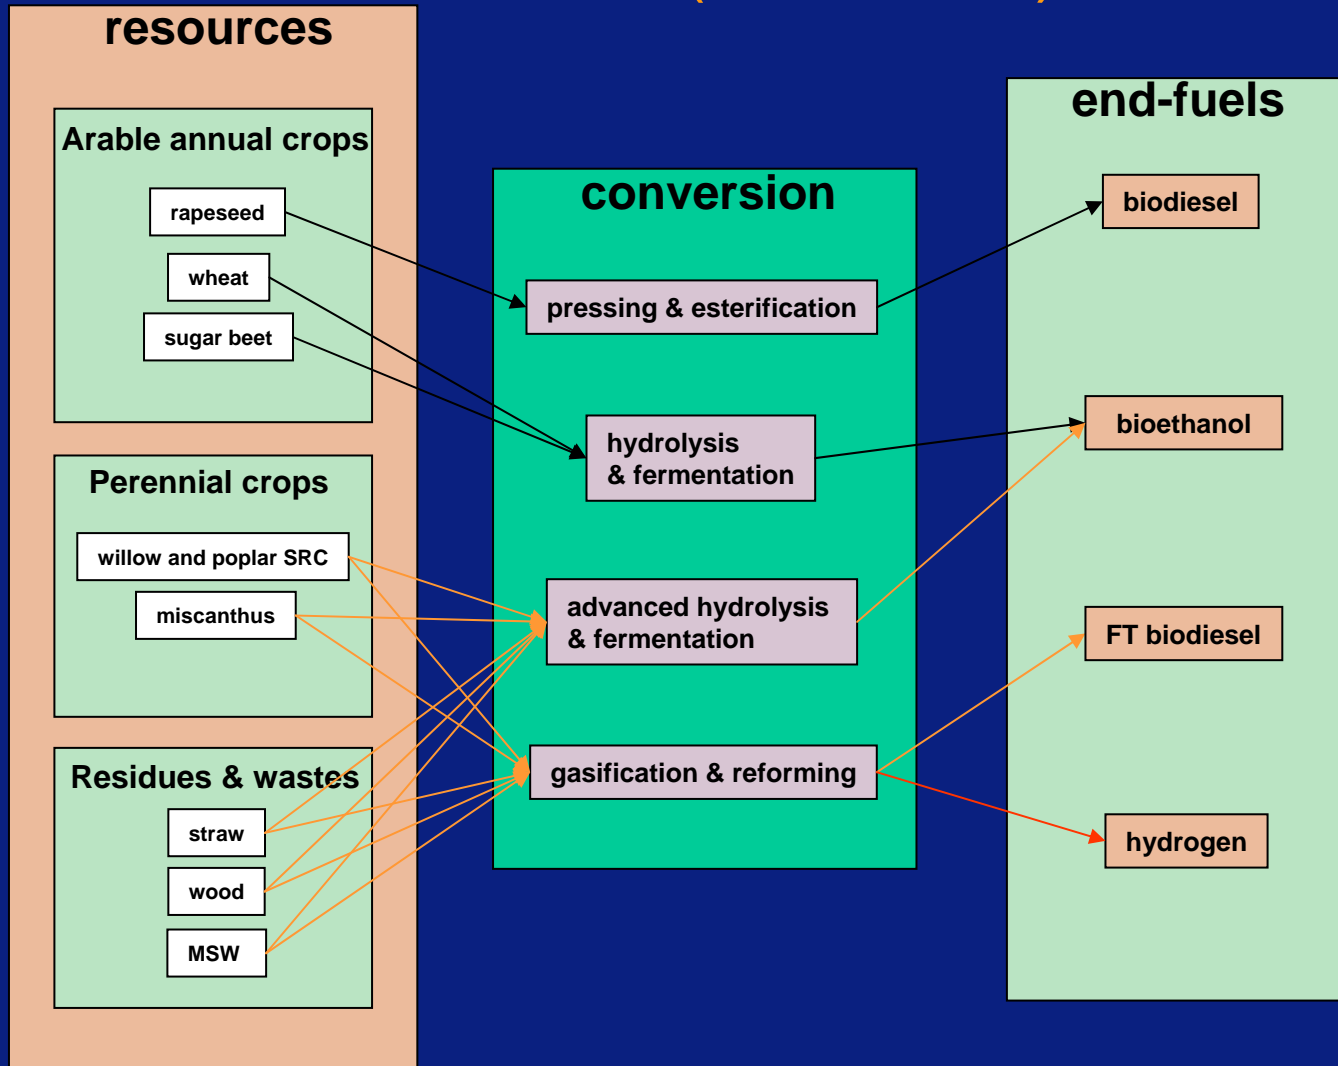 resources
Arable annual crops
rapeseed
wheat
sugar beet
Perennial crops
willow and poplar SRC
miscanthus
Residues & wastes
straw
wood
MSW
conversion
pressing & esterification
hydrolysis
& fermentation
advanced hydrolysis
& fermentation
gasification & reforming
end-fuels
biodiesel
bioethanol
FT biodiesel
hydrogen